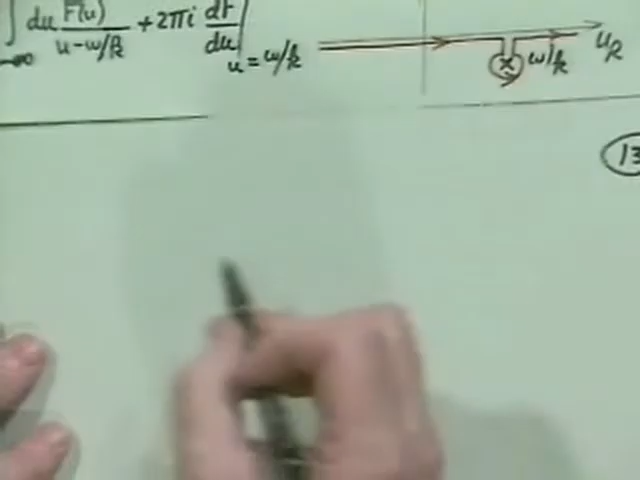 ∫ du F(u) / (u - ω/k) + 2πi dF/du | u = ω/k
-∞
ω/k
u_R
13